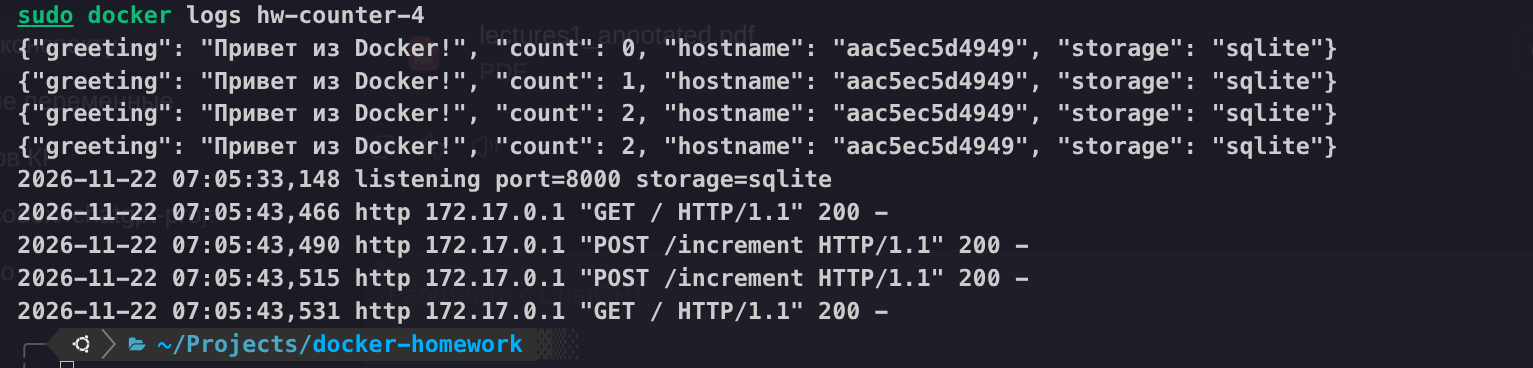 sudo docker logs hw-counter-4
{"greeting": "Привет из Docker!", "count": 0, "hostname": "aac5ec5d4949", "storage": "sqlite"}
{"greeting": "Привет из Docker!", "count": 1, "hostname": "aac5ec5d4949", "storage": "sqlite"}
{"greeting": "Привет из Docker!", "count": 2, "hostname": "aac5ec5d4949", "storage": "sqlite"}
{"greeting": "Привет из Docker!", "count": 2, "hostname": "aac5ec5d4949", "storage": "sqlite"}
2026-11-22 07:05:33,148 listening port=8000 storage=sqlite
2026-11-22 07:05:43,466 http 172.17.0.1 "GET / HTTP/1.1" 200 -
2026-11-22 07:05:43,490 http 172.17.0.1 "POST /increment HTTP/1.1" 200 -
2026-11-22 07:05:43,515 http 172.17.0.1 "POST /increment HTTP/1.1" 200 -
2026-11-22 07:05:43,531 http 172.17.0.1 "GET / HTTP/1.1" 200 -
~/Projects/docker-homework
lectures1_annotated.pdf
PDF
переменные